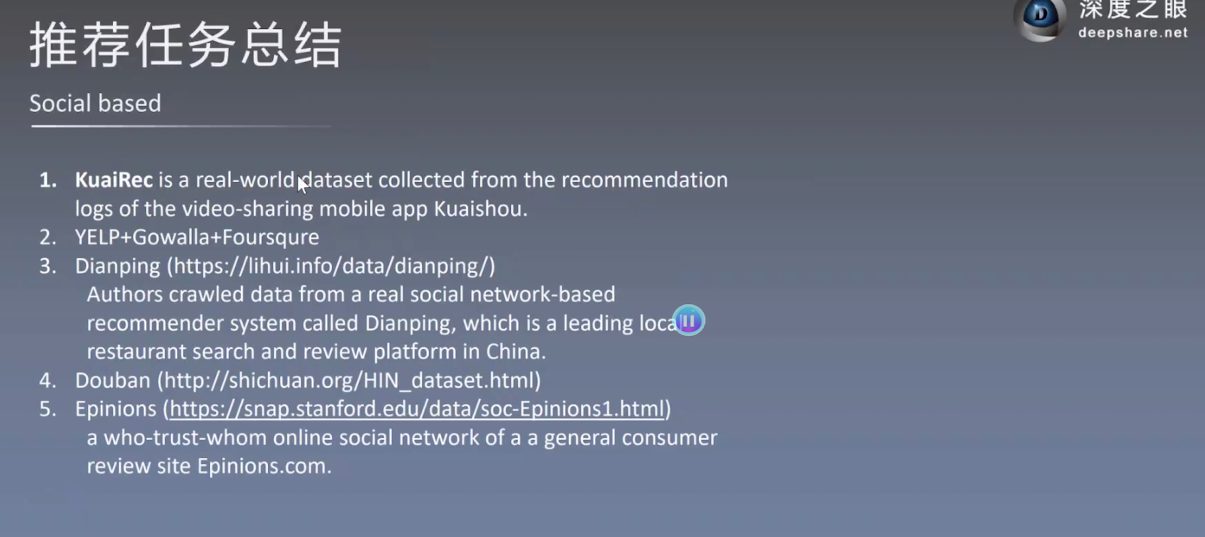 推荐任务总结
深度之眼
deepshare.net
Social based
1. KuaiRec is a real-world dataset collected from the recommendation
logs of the video-sharing mobile app Kuaishou.
2. YELP+Gowalla+Foursqure
3. Dianping (https://lihui.info/data/dianping/)
Authors crawled data from a real social network-based
recommender system called Dianping, which is a leading loca
restaurant search and review platform in China.
4. Douban (http://shichuan.org/HIN_dataset.html)
5. Epinions (https://snap.stanford.edu/data/soc-Epinions1.html)
a who-trust-whom online social network of a a general consumer
review site Epinions.com.